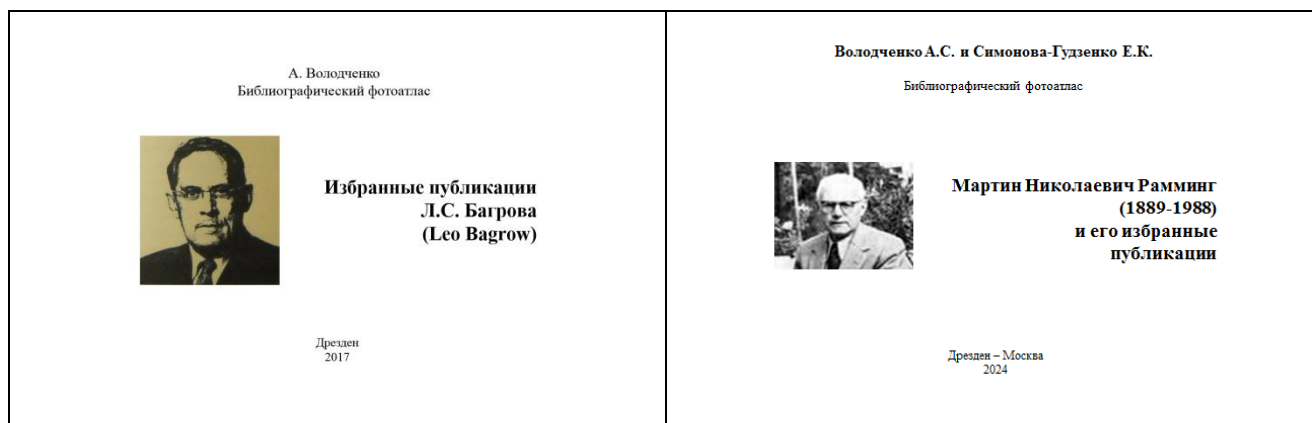 А. Володченко
Библиографический фотоатлас
Избранные публикации
Л.С. Багрова
(Leo Bagrow)
Дрезден
2017
Володченко А.С. и Симонова-Гудзенко Е.К.
Библиографический фотоатлас
Мартин Николаевич Рамминг
(1889-1988)
и его избранные
публикации
Дрезден – Москва
2024